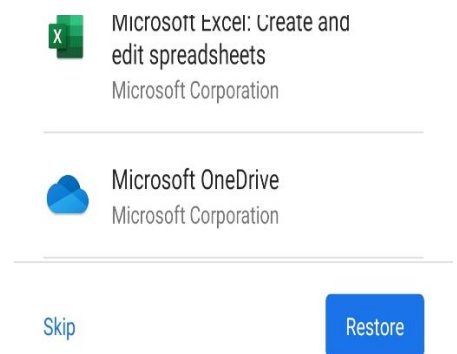 Microsoft Excel: Create and
edit spreadsheets
Microsoft Corporation
Microsoft OneDrive
Microsoft Corporation
Skip
Restore